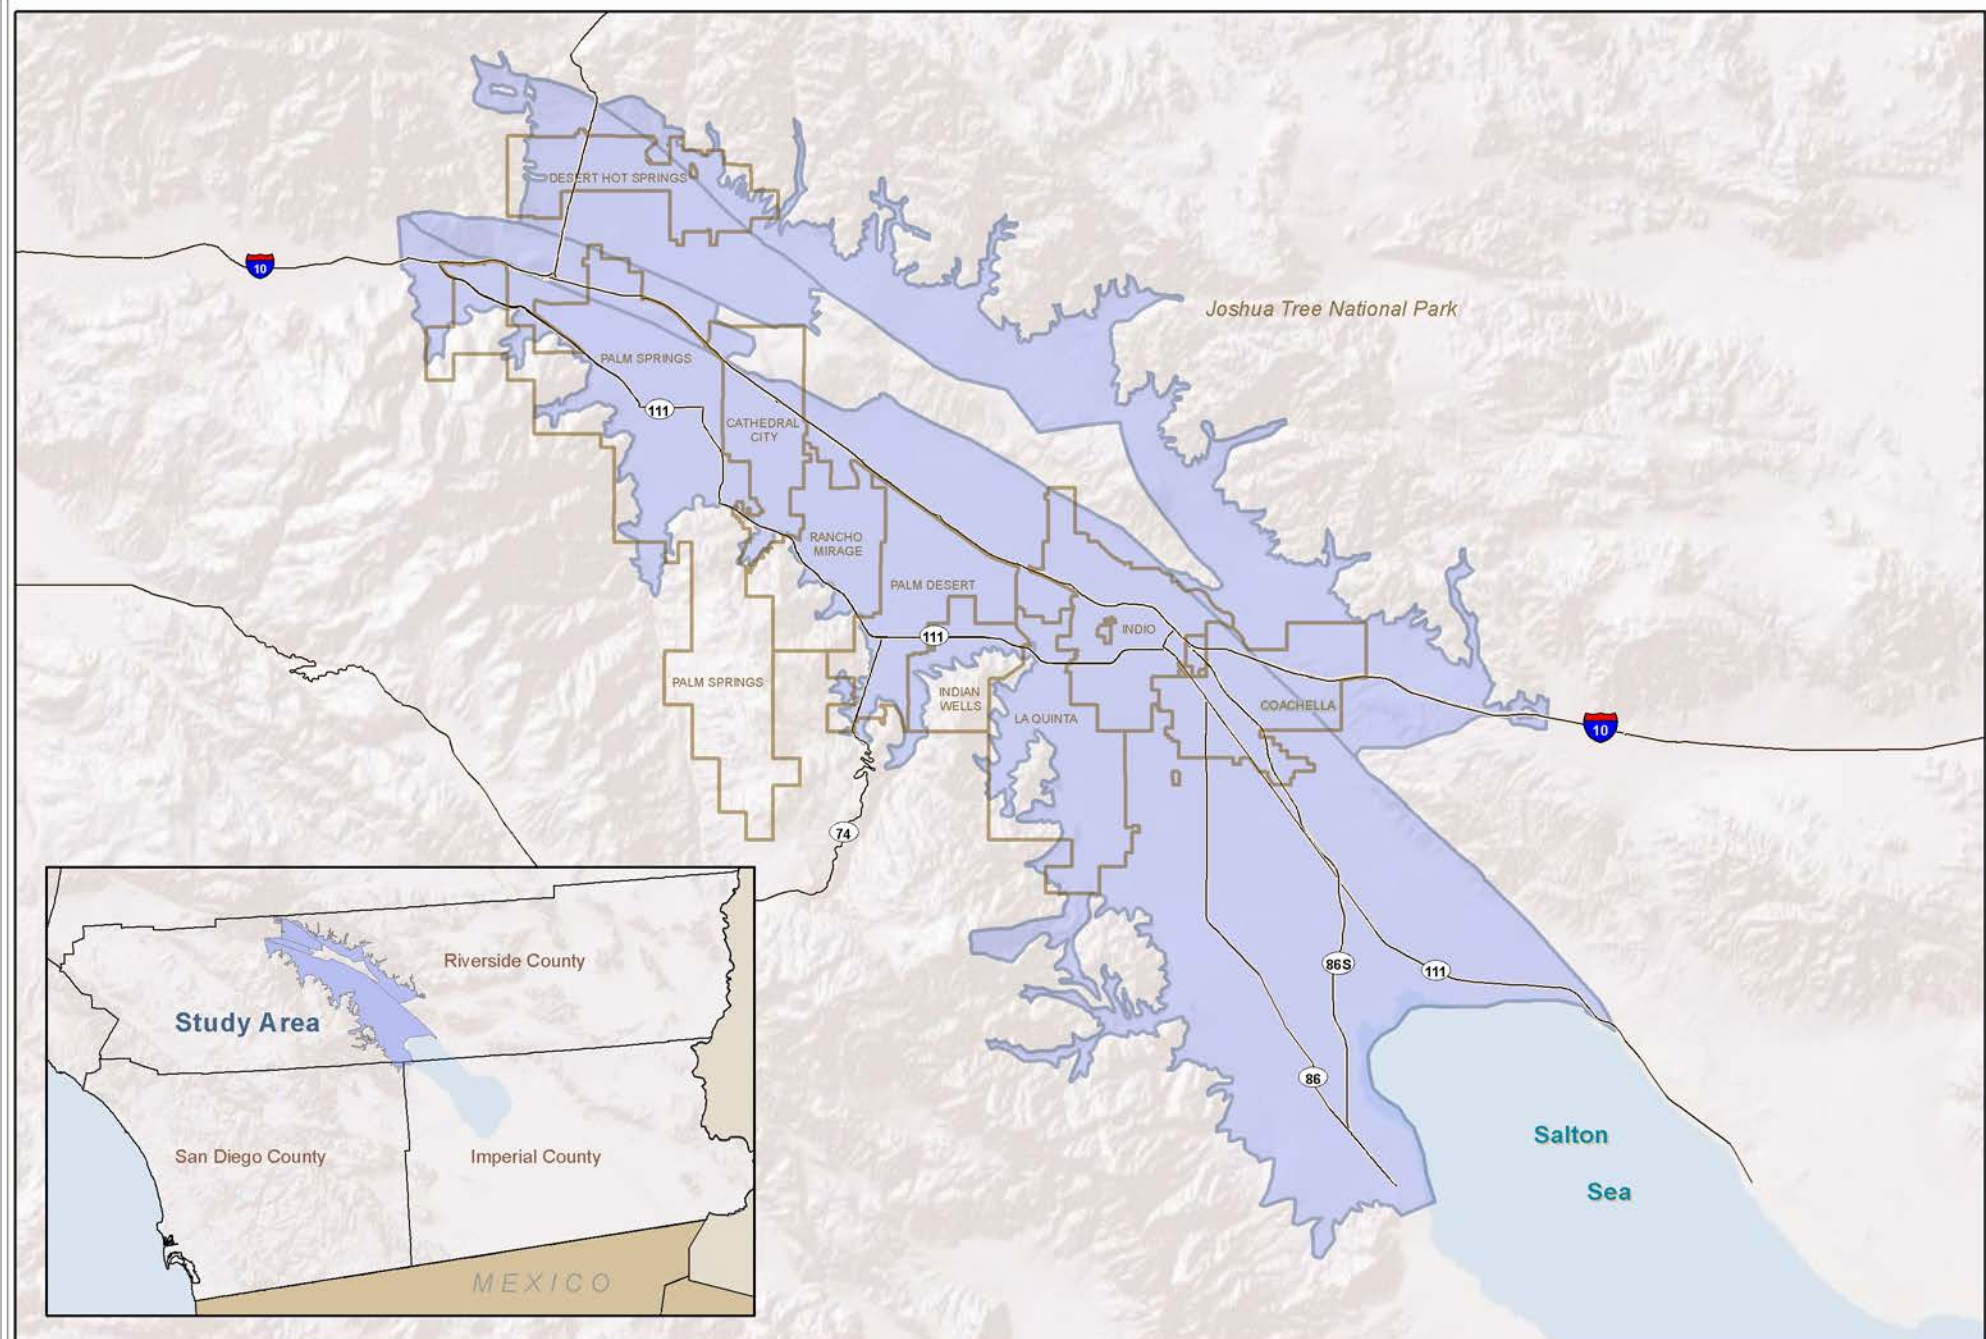 DESERT HOT SPRINGS
10
Joshua Tree National Park
PALM SPRINGS
111
CATHEDRAL
CITY
RANCHO
MIRAGE
PALM DESERT
111
INDIO
PALM SPRINGS
INDIAN
WELLS
LA QUINTA
COACHELLA
10
74
86S
111
86
Salton
Sea
Riverside County
Study Area
San Diego County
Imperial County
MEXICO